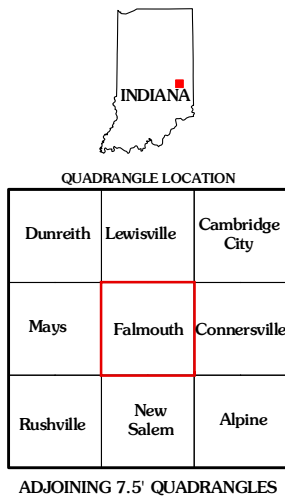 INDIANA
QUADRANGLE LOCATION
Dunreith
Lewisville
Cambridge
City
Mays
Falmouth
Connersville
Rushville
New
Salem
Alpine
ADJOINING 7.5' QUADRANGLES